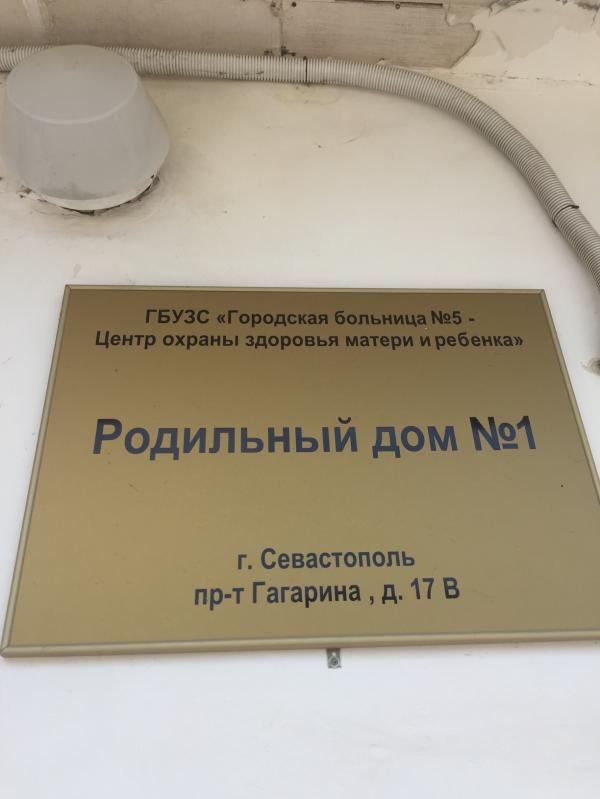 ГБУЗС «Городская больница №5 -
Центр охраны здоровья матери и ребенка»
Родильный дом №1
г. Севастополь
пр-т Гагарина , д. 17 В